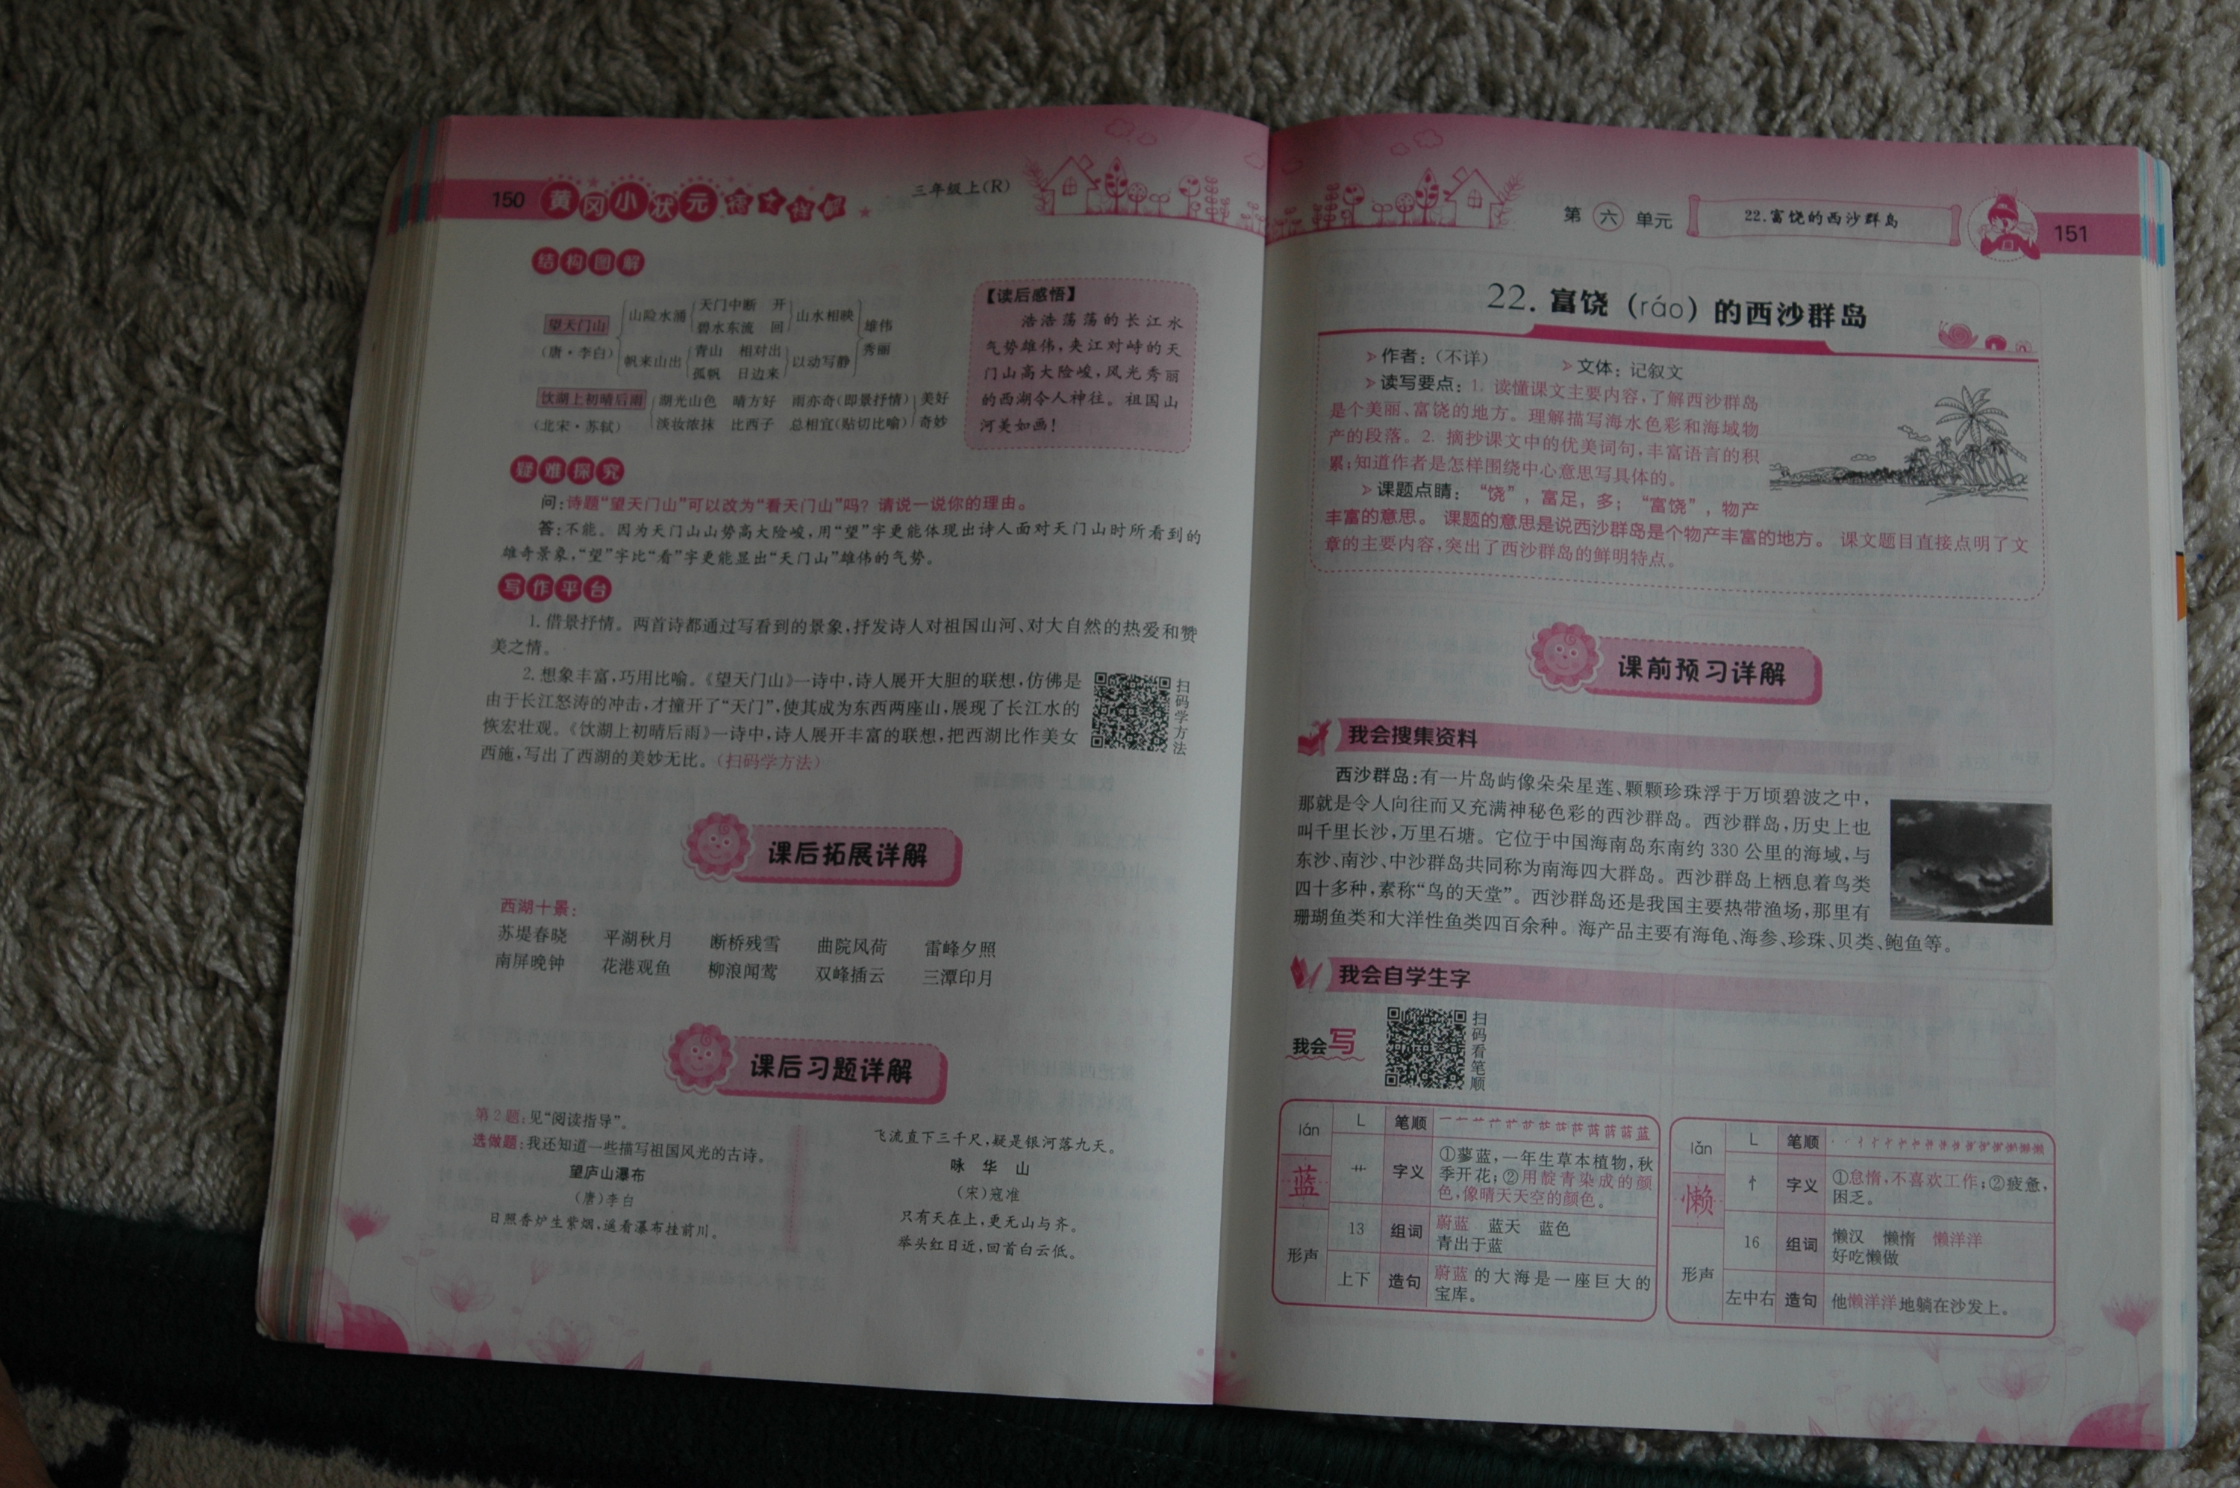 150 黄冈小状元 三年级上(R)
结构图解
望天门山
(唐·李白)
山险水涌
天门中断 开
碧水东流 回
山水相映
雄伟
帆来山出
青山 相对出
孤帆 日边来
以动写静
秀丽
饮湖上初晴后雨
(北宋·苏轼)
湖光山色 晴方好 雨亦奇(即景抒情) 美好
淡妆浓抹 比西子 总相宜(贴切比喻) 奇妙
【读后感悟】
浩浩荡荡的长江水
气势雄伟,夹江对峙的天
门山高大险峻,风光秀丽
的西湖令人神往。祖国山
河美如画!
疑难探究
问:诗题“望天门山”可以改为“看天门山”吗?请说一说你的理由。
答:不能。因为天门山山势高大险峻,用“望”字更能体现出诗人面对天门山时所看到的
雄奇景象,“望”字比“看”字更能显出“天门山”雄伟的气势。
写作平台
1. 借景抒情。两首诗都通过写看到的景象,抒发诗人对祖国山河、对大自然的热爱和赞
美之情。
2. 想象丰富,巧用比喻。《望天门山》一诗中,诗人展开大胆的联想,仿佛是
由于长江怒涛的冲击,才撞开了“天门”,使其成为东西两座山,展现了长江水的
恢宏壮观。《饮湖上初晴后雨》一诗中,诗人展开丰富的联想,把西湖比作美女
西施,写出了西湖的美妙无比。(扫码学方法)
扫码学方法
课后拓展详解
西湖十景:
苏堤春晓 平湖秋月 断桥残雪 曲院风荷 雷峰夕照
南屏晚钟 花港观鱼 柳浪闻莺 双峰插云 三潭印月
课后习题详解
第2题:见“阅读指导”。
选做题:我还知道一些描写祖国风光的古诗。
望庐山瀑布
(唐)李白
日照香炉生紫烟,遥看瀑布挂前川。
飞流直下三千尺,疑是银河落九天。
咏华山
(宋)寇准
只有天在上,更无山与齐。
举头红日近,回首白云低。
第六单元 22.富饶的西沙群岛 151
22.富饶(ráo)的西沙群岛
作者:(不详) 文体:记叙文
读写要点:1. 读懂课文主要内容,了解西沙群岛
是个美丽、富饶的地方。理解描写海水色彩和海域物
产的段落。2. 摘抄课文中的优美词句,丰富语言的积
累;知道作者是怎样围绕中心意思写具体的。
课题点睛:“饶”,富足,多;“富饶”,物产
丰富的意思。课题的意思是说西沙群岛是个物产丰富的地方。课文题目直接点明了文
章的主要内容,突出了西沙群岛的鲜明特点。
课前预习详解
我会搜集资料
西沙群岛:有一片岛屿像朵朵星莲、颗颗珍珠浮于万顷碧波之中,
那就是令人向往而又充满神秘色彩的西沙群岛。西沙群岛,历史上也
叫千里长沙,万里石塘。它位于中国海南岛东南约330公里的海域,与
东沙、南沙、中沙群岛共同称为南海四大群岛。西沙群岛上栖息着鸟类
四十多种,素称“鸟的天堂”。西沙群岛还是我国主要热带渔场,那里有
珊瑚鱼类和大洋性鱼类四百余种。海产品主要有海龟、海参、珍珠、贝类、鲍鱼等。
我会自学生字
我会写
扫码看笔顺
lán L 笔顺
蓝 艹 字义 ①蓼蓝,一年生草本植物,秋
季开花;②用靛青染成的颜
色,像晴天天空的颜色。
13 组词 蔚蓝 蓝天 蓝色
青出于蓝
形声 上下 造句 蔚蓝的大海是一座巨大的
宝库。
lǎn L 笔顺
懒 忄 字义 ①怠惰,不喜欢工作;②疲惫,
困乏。
16 组词 懒汉 懒惰 懒洋洋
好吃懒做
形声 左中右 造句 他懒洋洋地躺在沙发上。